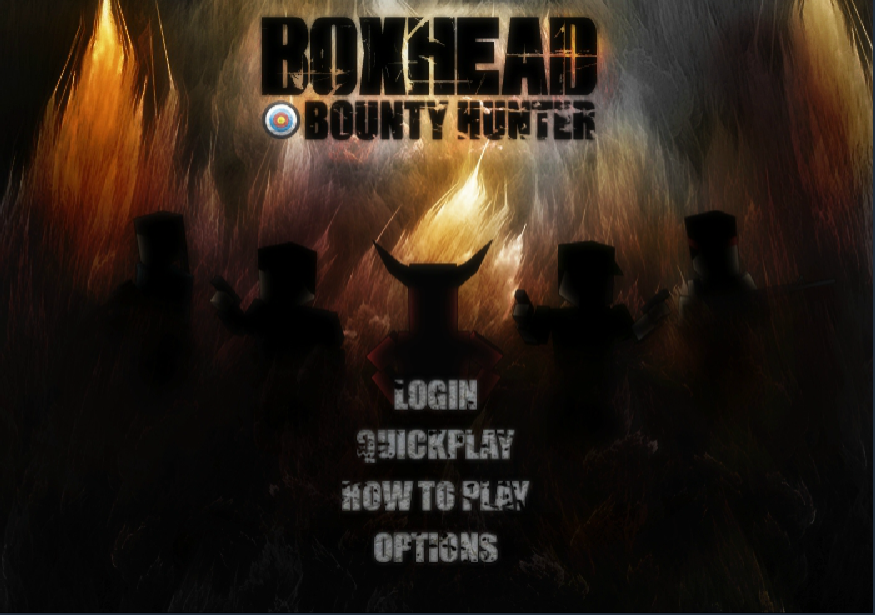 BOXHEAD
BOUNTY HUNTER
LOGIN
QUICKPLAY
HOW TO PLAY
OPTIONS